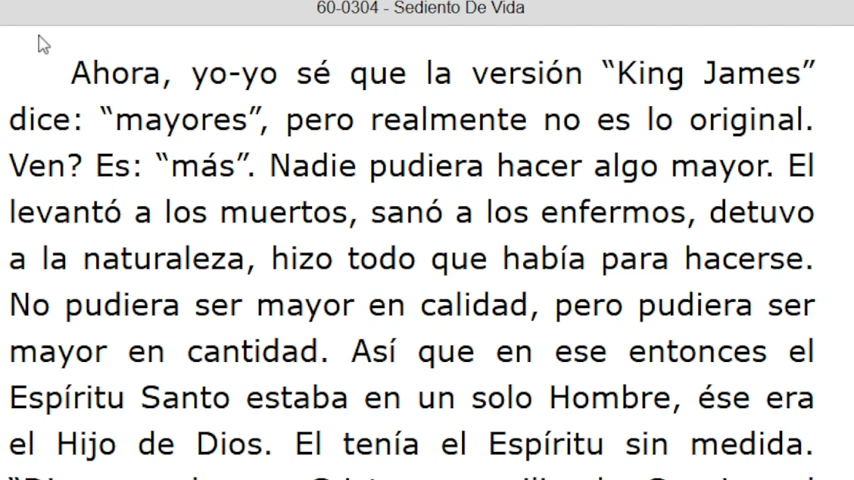 60-0304 - Sediento De Vida
Ahora, yo-yo sé que la versión “King James”
dice: “mayores”, pero realmente no es lo original.
Ven? Es: “más”. Nadie pudiera hacer algo mayor. El
levantó a los muertos, sanó a los enfermos, detuvo
a la naturaleza, hizo todo que había para hacerse.
No pudiera ser mayor en calidad, pero pudiera ser
mayor en cantidad. Así que en ese entonces el
Espíritu Santo estaba en un solo Hombre, ése era
el Hijo de Dios. El tenía el Espíritu sin medida.